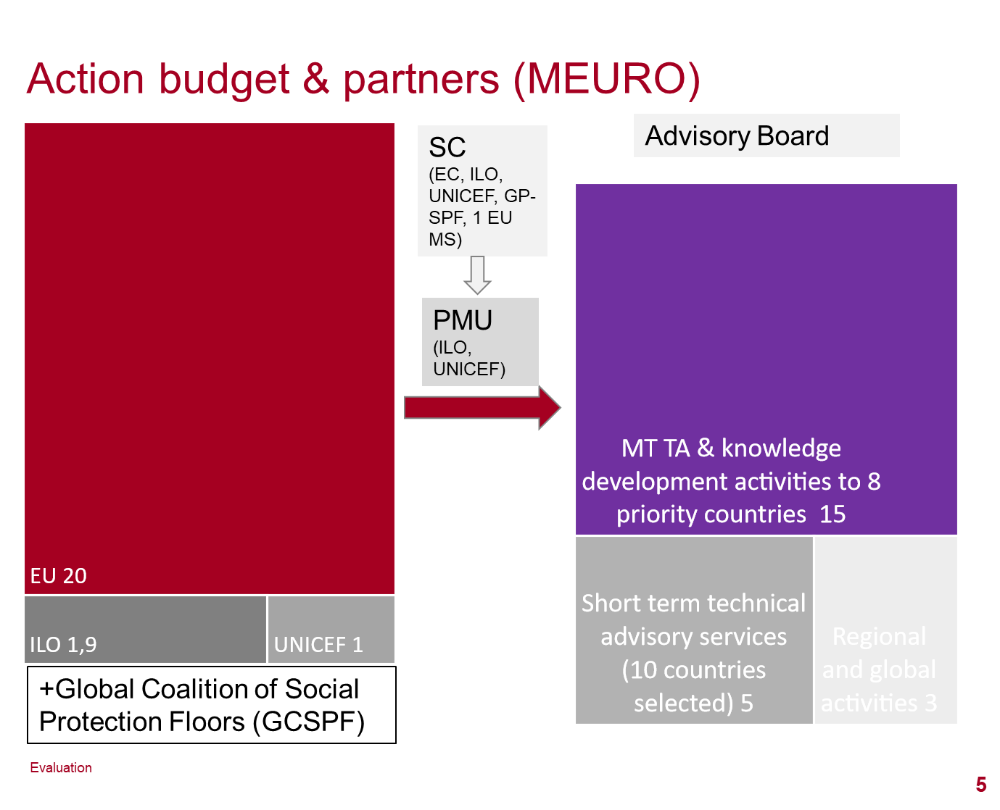 Action budget & partners (MEURO)
EU 20
ILO 1,9
UNICEF 1
+Global Coalition of Social
Protection Floors (GCSPF)
SC
(EC, ILO,
UNICEF, GP-
SPF, 1 EU
MS)
PMU
(ILO,
UNICEF)
Advisory Board
MT TA & knowledge
development activities to 8
priority countries 15
Short term technical
advisory services
(10 countries
selected) 5
Regional
and global
activities 3
Evaluation
5